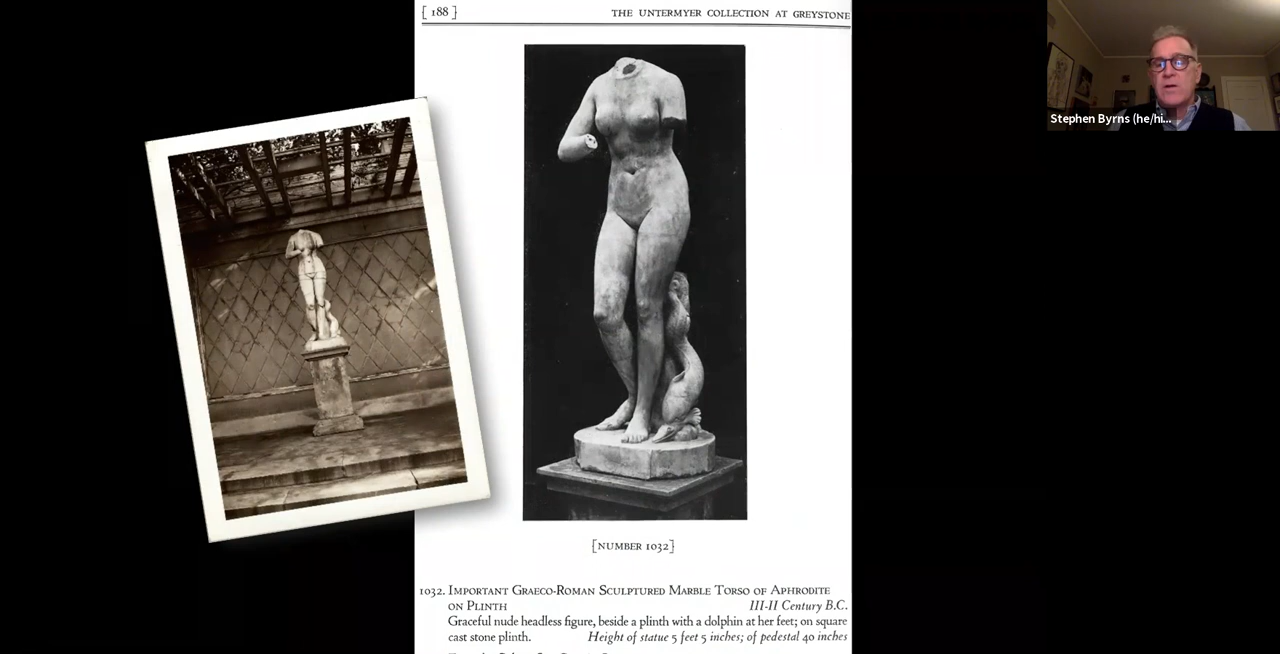 [ 188 ]
THE UNTERMYER COLLECTION AT GREYSTONE
Stephen Byrns (he/hi...
[NUMBER 1032]
1032. IMPORTANT GRAECO-ROMAN SCULPTURED MARBLE TORSO OF APHRODITE
ON PLINTH III-II Century B.C.
Graceful nude headless figure, beside a plinth with a dolphin at her feet; on square
cast stone plinth. Height of statue 5 feet 5 inches; of pedestal 40 inches